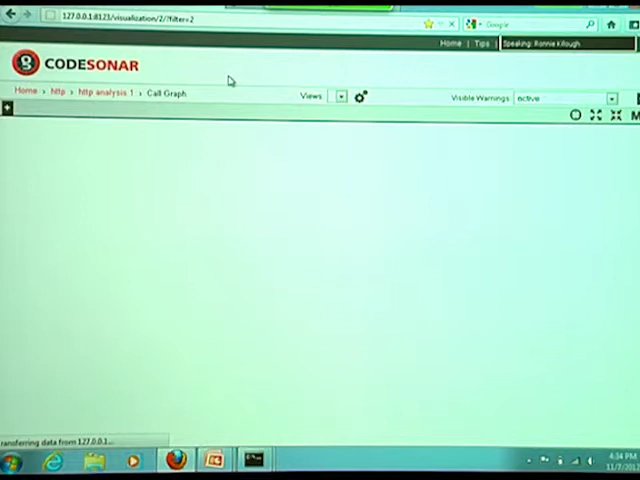 127.0.0.1:8123/visualization/2/?filter=2
Google
Home | Tips |
Speaking: Ronnie Killough
CODESONAR
Home > http > http analysis 1 > Call Graph
Views
Visible Warnings: active
M
transferring data from 127.0.0.1...
4:34 PM